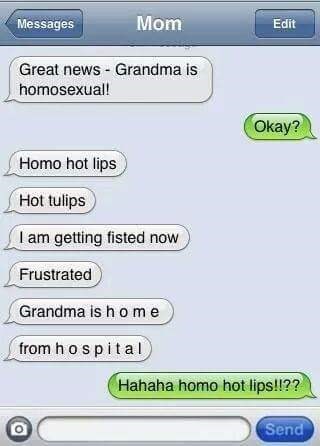 Messages
Mom
Edit
Great news - Grandma is
homosexual!
Okay?
Homo hot lips
Hot tulips
I am getting fisted now
Frustrated
Grandma is h o m e
from h o s p i t a l
Hahaha homo hot lips!!??
Send